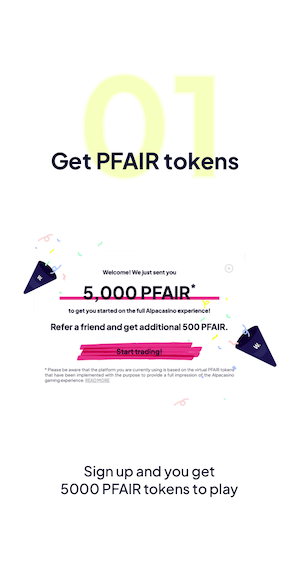 01
Get PFAIR tokens
Welcome! We just sent you
5,000 PFAIR*
to get you started on the full Alpacasino experience!
Refer a friend and get additional 500 PFAIR.
Start trading!
* Please be aware that the platform you are currently using is based on the virtual PFAIR tokens
that have been implemented with the purpose to provide a full impression of the Alpacasino
gaming experience. READ MORE
Sign up and you get
5000 PFAIR tokens to play